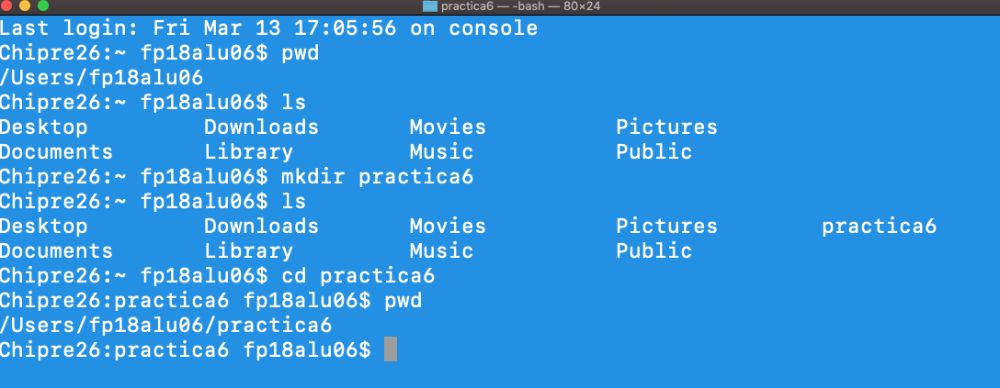 practica6 — -bash — 80×24
Last login: Fri Mar 13 17:05:56 on console
Chipre26:~ fp18alu06$ pwd
/Users/fp18alu06
Chipre26:~ fp18alu06$ ls
Desktop         Downloads       Movies          Pictures
Documents       Library         Music           Public
Chipre26:~ fp18alu06$ mkdir practica6
Chipre26:~ fp18alu06$ ls
Desktop         Downloads       Movies          Pictures        practica6
Documents       Library         Music           Public
Chipre26:~ fp18alu06$ cd practica6
Chipre26:practica6 fp18alu06$ pwd
/Users/fp18alu06/practica6
Chipre26:practica6 fp18alu06$